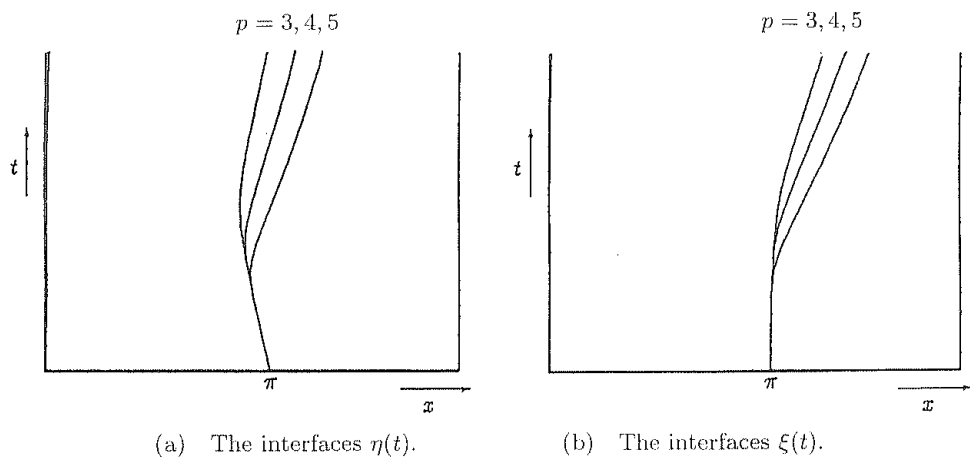 p = 3, 4, 5
t
π
x
(a) The interfaces η(t).
p = 3, 4, 5
t
π
x
(b) The interfaces ξ(t).